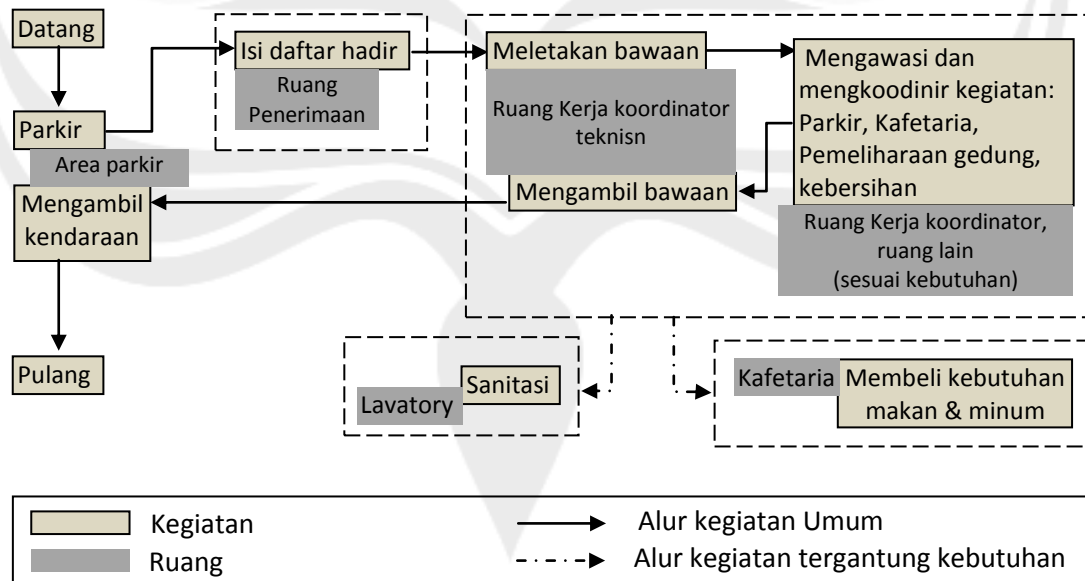 Datang
Parkir
Area parkir
Mengambil
kendaraan
Pulang
Isi daftar hadir
Ruang
Penerimaan
Meletakan bawaan
Ruang Kerja koordinator
teknisn
Mengambil bawaan
Mengawasi dan
mengkoodinir kegiatan:
Parkir, Kafetaria,
Pemeliharaan gedung,
kebersihan
Ruang Kerja koordinator,
ruang lain
(sesuai kebutuhan)
Sanitasi
Lavatory
Kafetaria
Membeli kebutuhan
makan & minum
Kegiatan
Ruang
Alur kegiatan Umum
Alur kegiatan tergantung kebutuhan